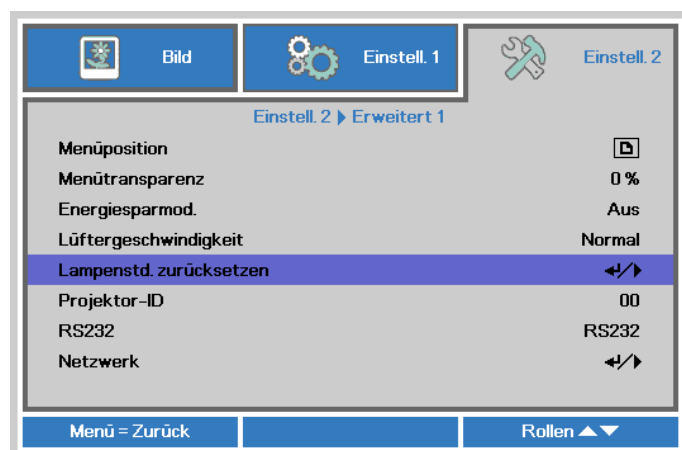 Bild
Einstell. 1
Einstell. 2
Einstell. 2 ▶ Erweitert 1
Menüposition
Menütransparenz 0 %
Energiesparmod. Aus
Lüftergeschwindigkeit Normal
Lampenstd. zurücksetzen ↵/▶
Projektor-ID 00
RS232 RS232
Netzwerk ↵/▶
Menü = Zurück
Rollen ▲▼